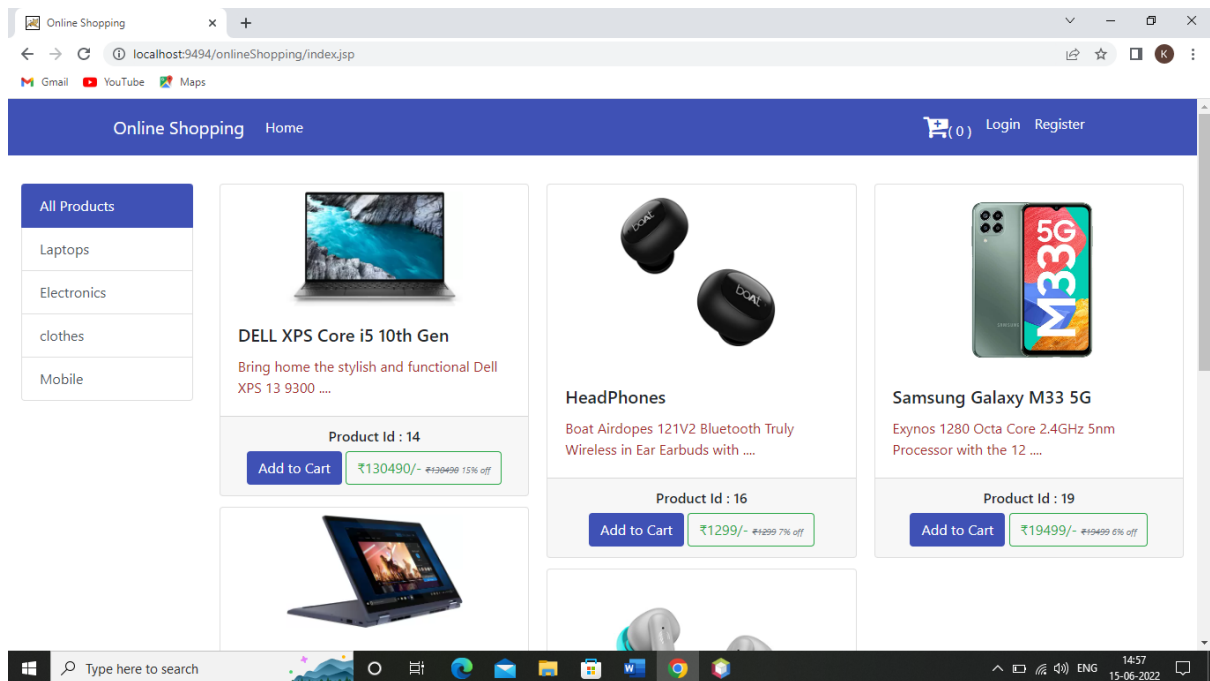 Online Shopping
localhost:9494/onlineShopping/index.jsp
K
Gmail YouTube Maps
Online Shopping Home ( 0 ) Login Register
All Products
Laptops
Electronics
clothes
Mobile
DELL XPS Core i5 10th Gen
Bring home the stylish and functional Dell
XPS 13 9300 ....
Product Id : 14
Add to Cart ₹130490/- ₹130490 15% off
boAt
boAt
HeadPhones
Boat Airdopes 121V2 Bluetooth Truly
Wireless in Ear Earbuds with ....
Product Id : 16
Add to Cart ₹1299/- ₹1299 7% off
5G
M33
SAMSUNG
Samsung Galaxy M33 5G
Exynos 1280 Octa Core 2.4GHz 5nm
Processor with the 12 ....
Product Id : 19
Add to Cart ₹19499/- ₹19499 6% off
Type here to search
W
ENG
14:57
15-06-2022